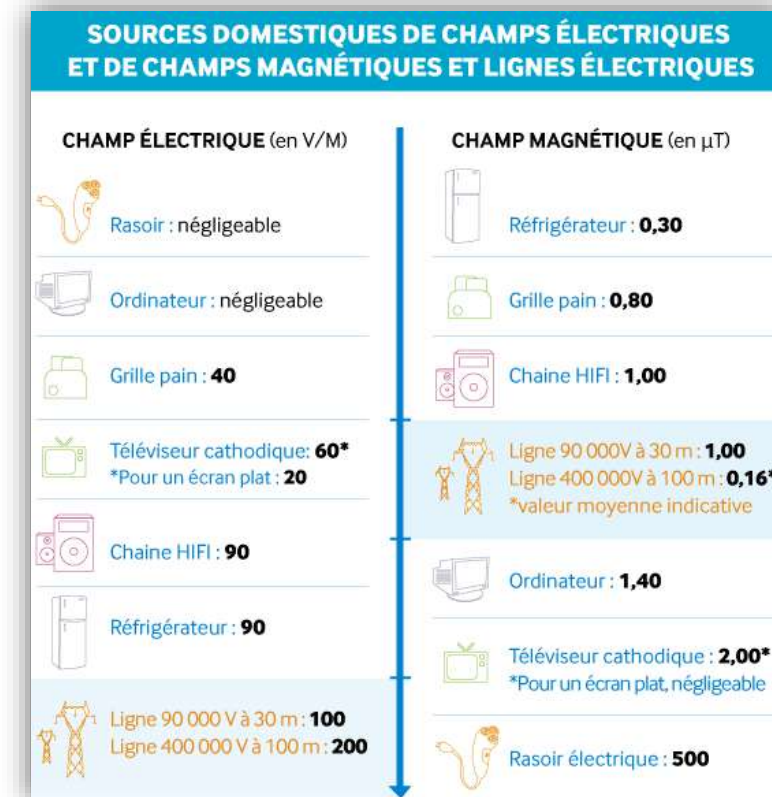 SOURCES DOMESTIQUES DE CHAMPS ÉLECTRIQUES
ET DE CHAMPS MAGNÉTIQUES ET LIGNES ÉLECTRIQUES
CHAMP ÉLECTRIQUE (en V/M)
Rasoir : négligeable
Ordinateur : négligeable
Grille pain : 40
Téléviseur cathodique: 60*
*Pour un écran plat : 20
Chaine HIFI : 90
Réfrigérateur : 90
Ligne 90 000 V à 30 m : 100
Ligne 400 000 V à 100 m : 200
CHAMP MAGNÉTIQUE (en µT)
Réfrigérateur : 0,30
Grille pain : 0,80
Chaine HIFI : 1,00
Ligne 90 000V à 30 m : 1,00
Ligne 400 000V à 100 m : 0,16*
*valeur moyenne indicative
Ordinateur : 1,40
Téléviseur cathodique : 2,00*
*Pour un écran plat, négligeable
Rasoir électrique : 500